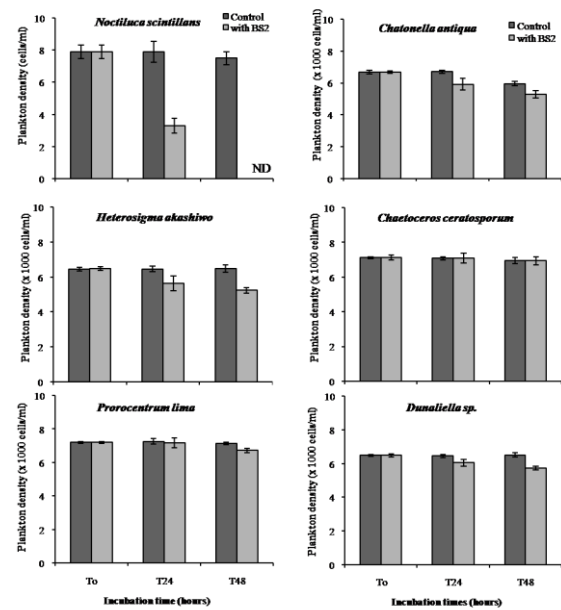 Noctiluca scintillans
Control
with BS2
Plankton density (cells/ml)
10
8
6
4
2
0
ND
Chatonella antiqua
Control
with BS2
Plankton density (x 1000 cells/ml)
10
8
6
4
2
0
Heterosigma akashiwo
Plankton density (x 1000 cells/ml)
10
8
6
4
2
0
Chaetoceros ceratosporum
Plankton density (x 1000 cells/ml)
10
8
6
4
2
0
Prorocentrum lima
Plankton density (x 1000 cells/ml)
10
8
6
4
2
0
To T24 T48
Incubation time (hours)
Dunaliella sp.
Plankton density (x 1000 cells/ml)
10
8
6
4
2
0
To T24 T48
Incubation times (hours)